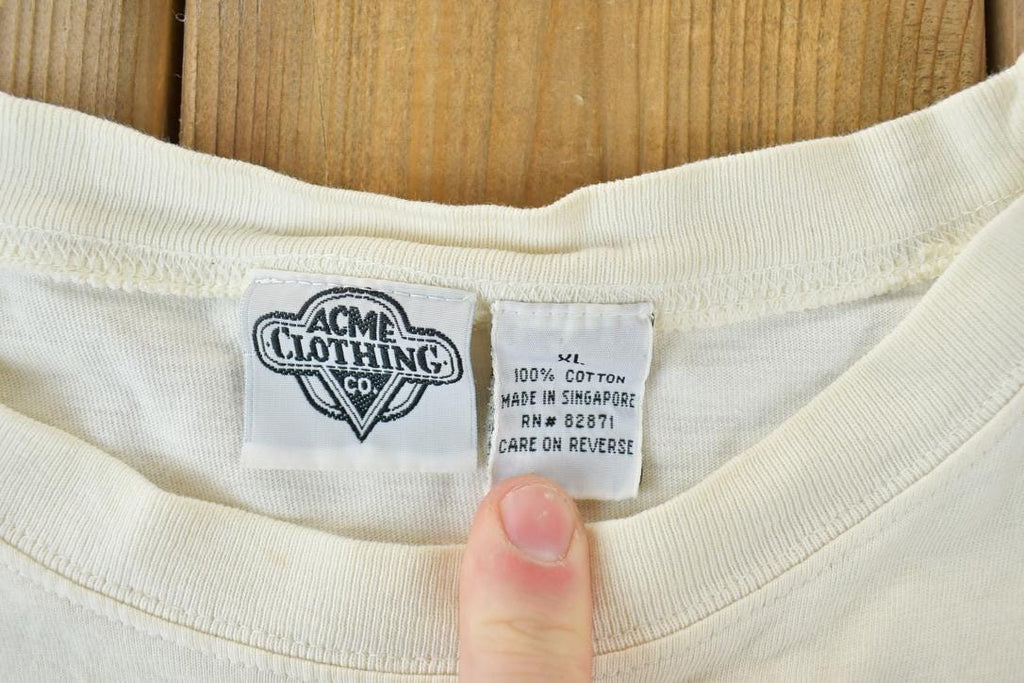 ACME
CLOTHING
CO.
XL
100% COTTON
MADE IN SINGAPORE
RN# 82871
CARE ON REVERSE